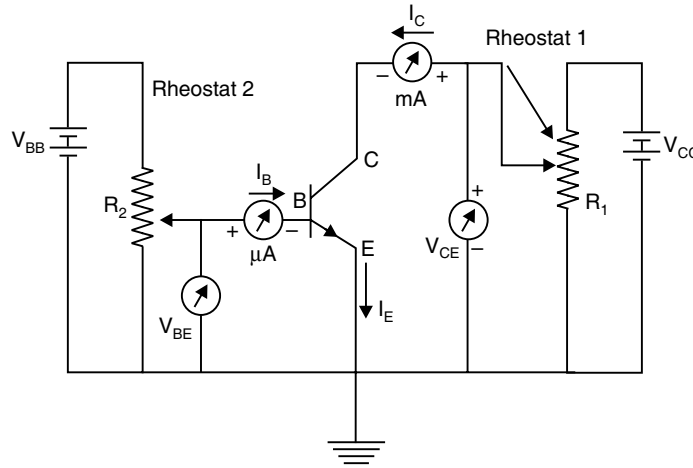 I_C
Rheostat 1
− mA +
Rheostat 2
V_BB
V_CC
C
I_B
B
R_2
R_1
+ μA −
+
V_CE
−
E
V_BE
I_E